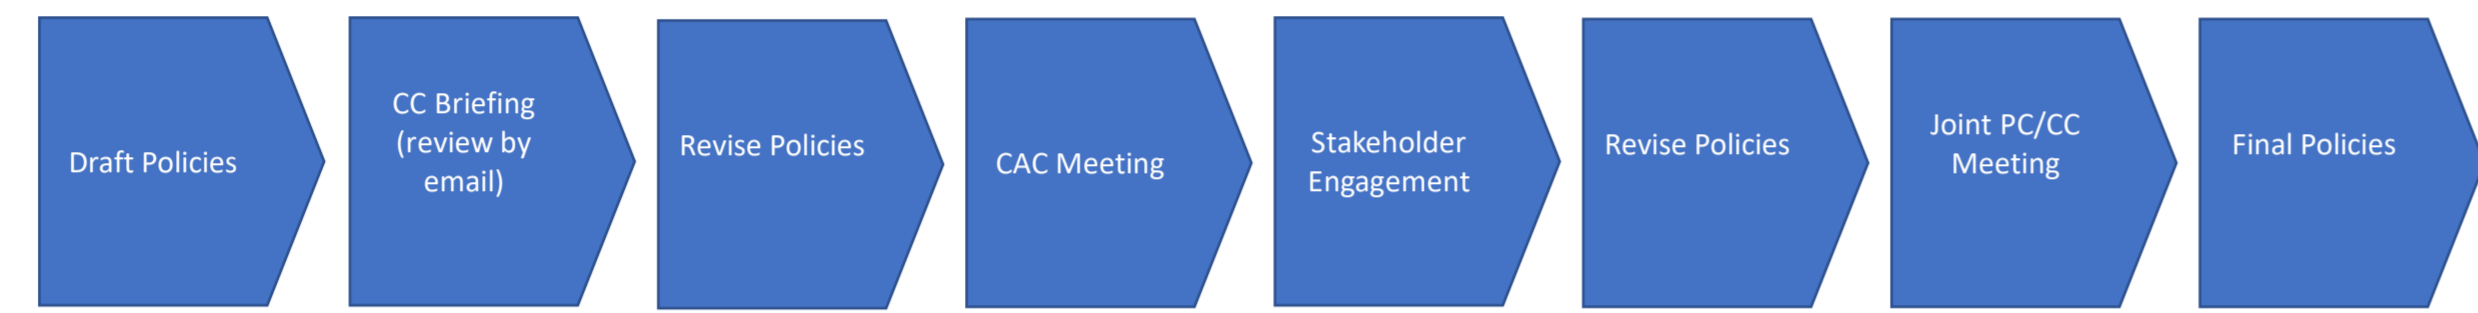 Draft Policies
CC Briefing
(review by
email)
Revise Policies
CAC Meeting
Stakeholder
Engagement
Revise Policies
Joint PC/CC
Meeting
Final Policies